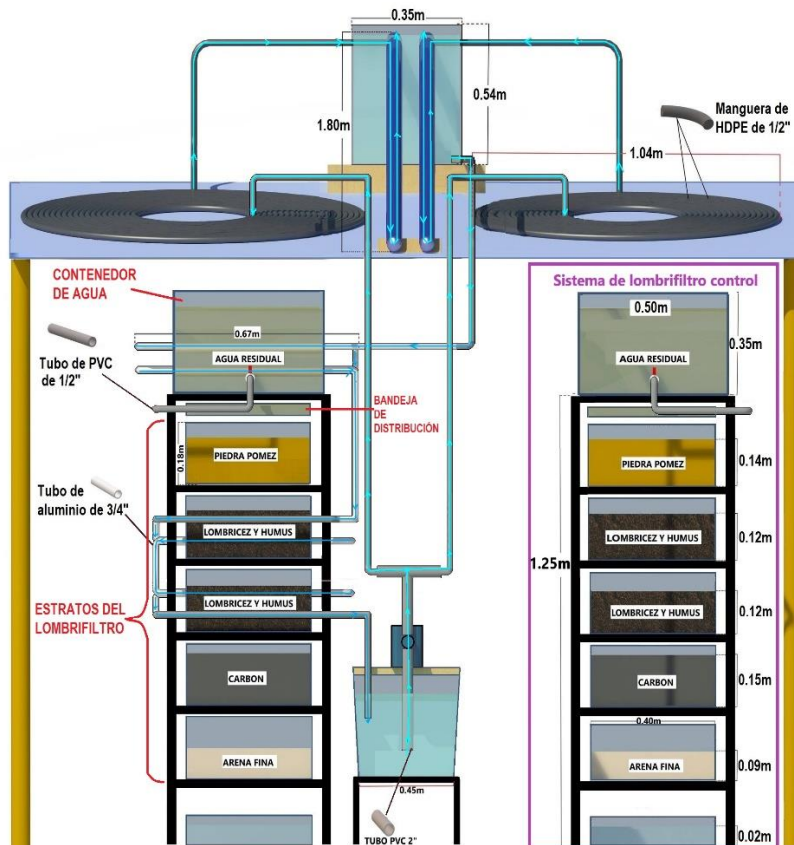 0.35m
0.54m
1.80m
Manguera de
HDPE de 1/2"
1.04m
CONTENEDOR
DE AGUA
Sistema de lombrifiltro control
0.67m
0.50m
0.35m
Tubo de PVC
de 1/2"
AGUA RESIDUAL
AGUA RESIDUAL
BANDEJA
DE
DISTRIBUCIÓN
0.18m
PIEDRA POMEZ
PIEDRA POMEZ
0.14m
Tubo de
aluminio de 3/4"
LOMBRICEZ Y HUMUS
LOMBRICEZ Y HUMUS
0.12m
1.25m
ESTRATOS DEL
LOMBRIFILTRO
LOMBRICEZ Y HUMUS
LOMBRICEZ Y HUMUS
0.12m
CARBON
CARBON
0.15m
0.40m
ARENA FINA
ARENA FINA
0.09m
0.45m
TUBO PVC 2"
0.02m